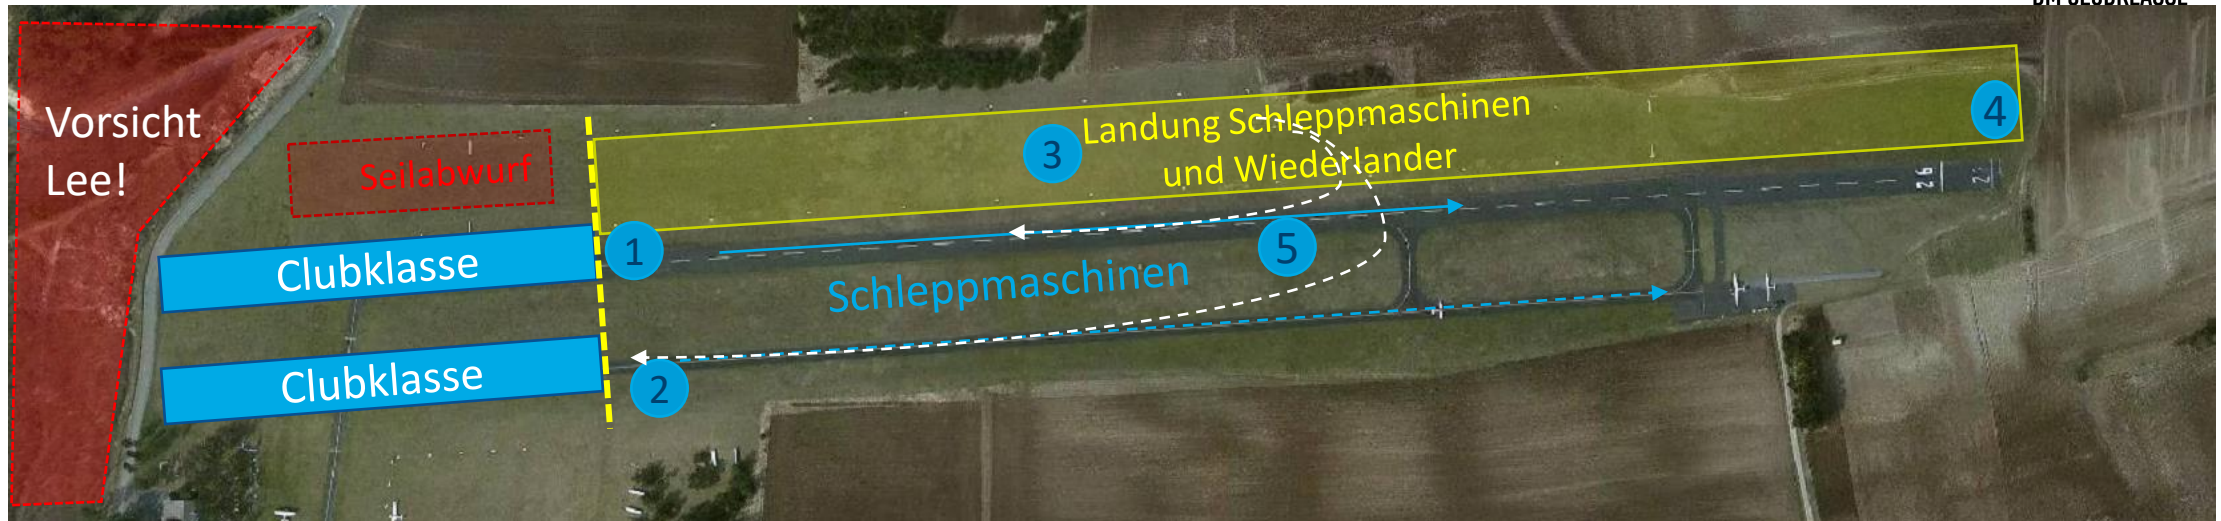 Vorsicht
Lee!
Seilabwurf
Landung Schleppmaschinen
und Wiederlander
3
4
1
Clubklasse
5
Schleppmaschinen
Clubklasse
2
26